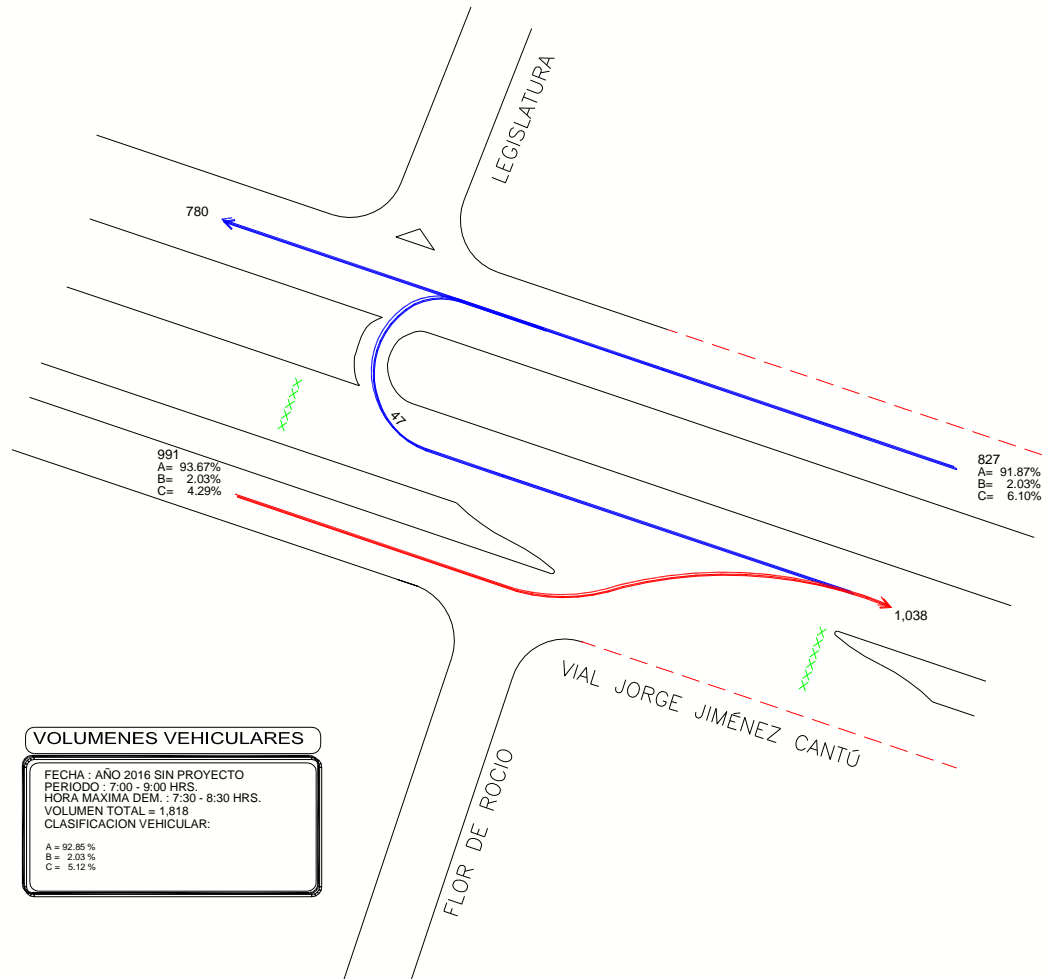 LEGISLATURA
780
47
991
A= 93.67%
B= 2.03%
C= 4.29%
827
A= 91.87%
B= 2.03%
C= 6.10%
1,038
VIAL JORGE JIMÉNEZ CANTÚ
FLOR DE ROCIO
VOLUMENES VEHICULARES
FECHA : AÑO 2016 SIN PROYECTO
PERIODO : 7:00 - 9:00 HRS.
HORA MAXIMA DEM. : 7:30 - 8:30 HRS.
VOLUMEN TOTAL = 1,818
CLASIFICACION VEHICULAR:
A = 92.85 %
B = 2.03 %
C = 5.12 %